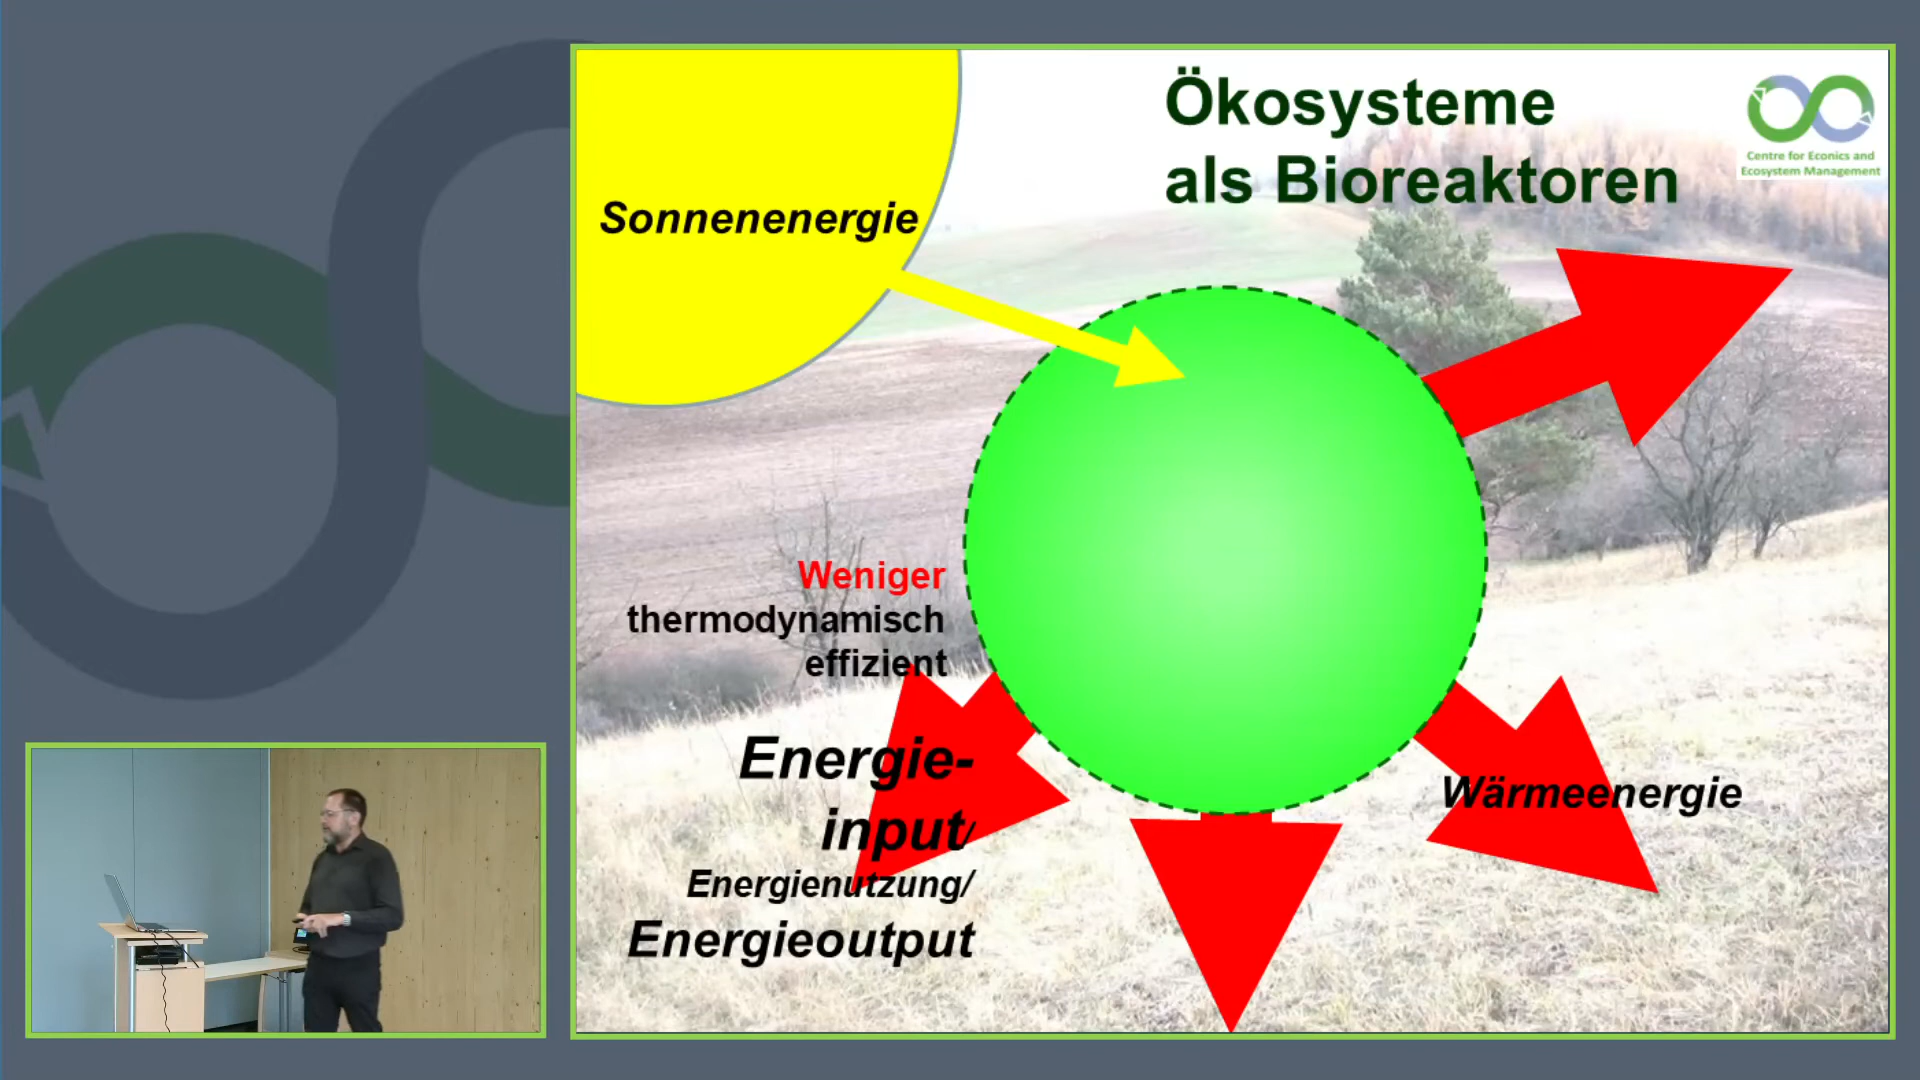 Ökosysteme
als Bioreaktoren
Centre for Econics and
Ecosystem Management
Sonnenenergie
Weniger
thermodynamisch
effizient
Energie-
input/
Energienutzung/
Energieoutput
Wärmeenergie